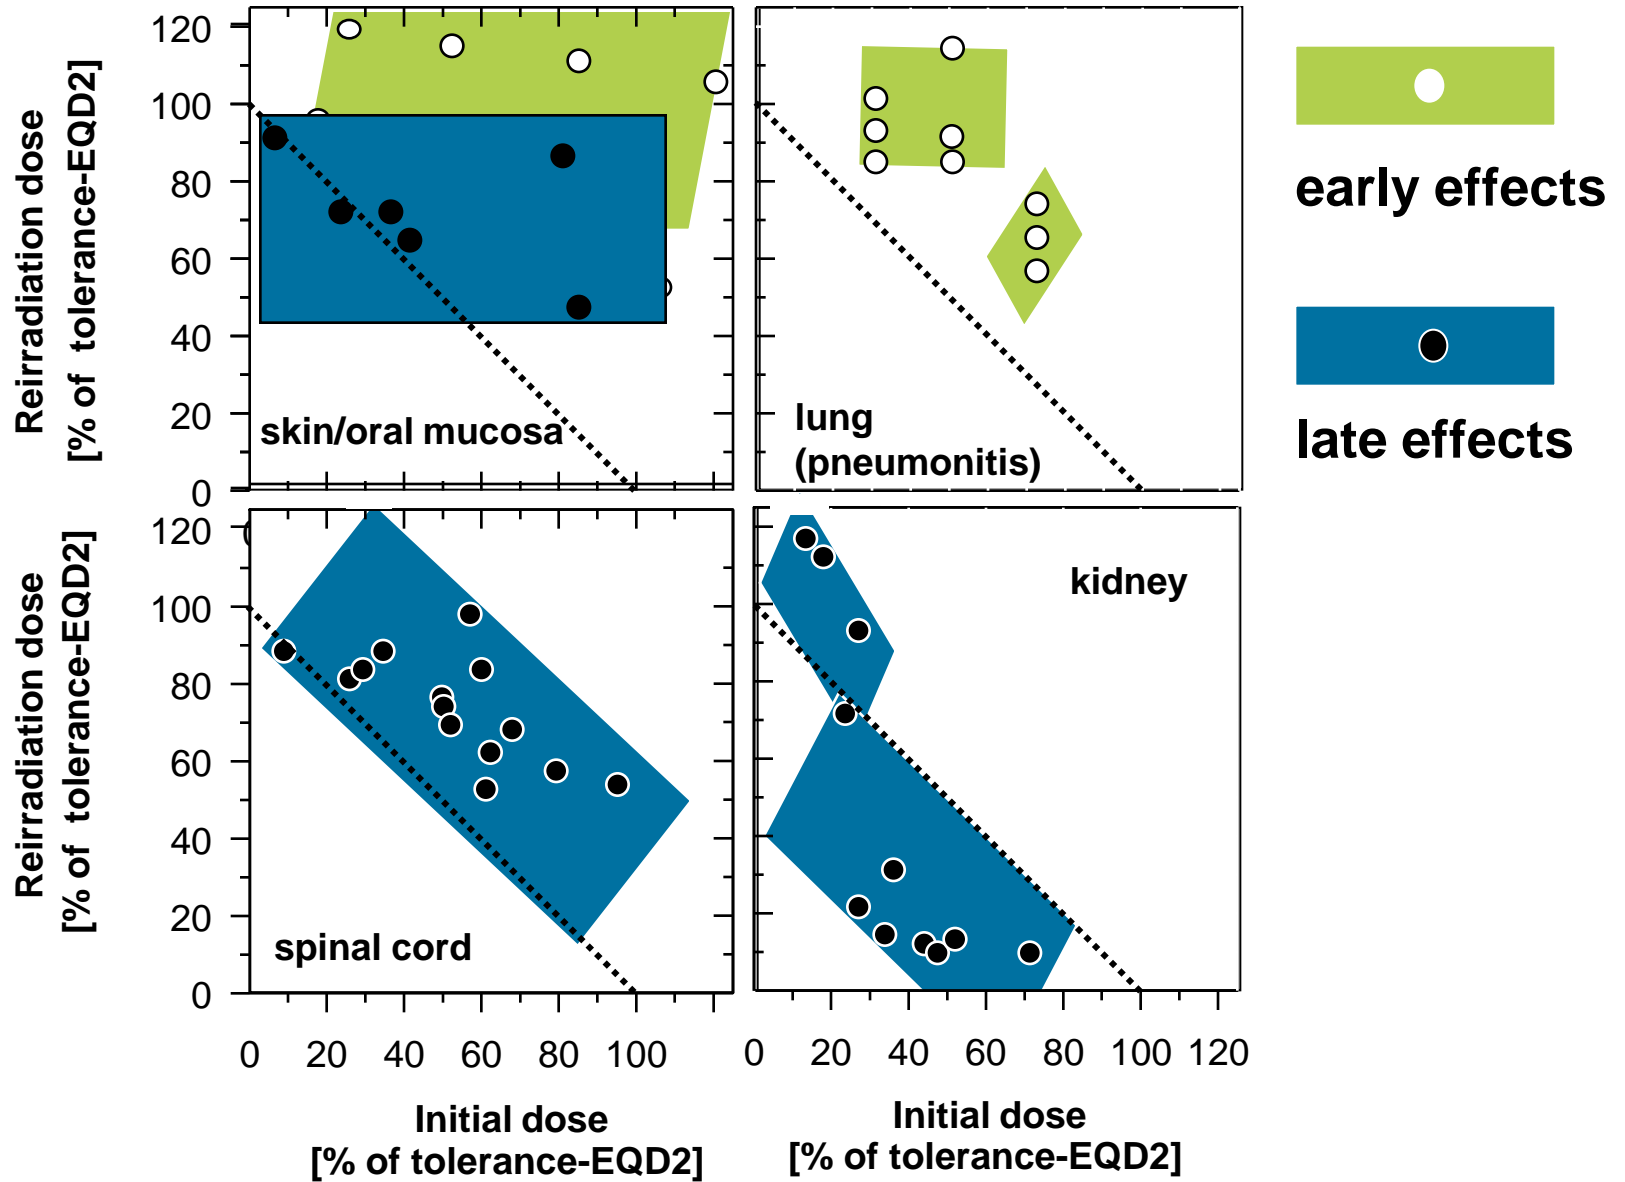 Reirradiation dose
[% of tolerance-EQD2]
120
100
80
60
40
20
0
skin/oral mucosa
lung
(pneumonitis)
early effects
late effects
Reirradiation dose
[% of tolerance-EQD2]
120
100
80
60
40
20
0
spinal cord
kidney
0 20 40 60 80 100
0 20 40 60 80 100 120
Initial dose
[% of tolerance-EQD2]
Initial dose
[% of tolerance-EQD2]